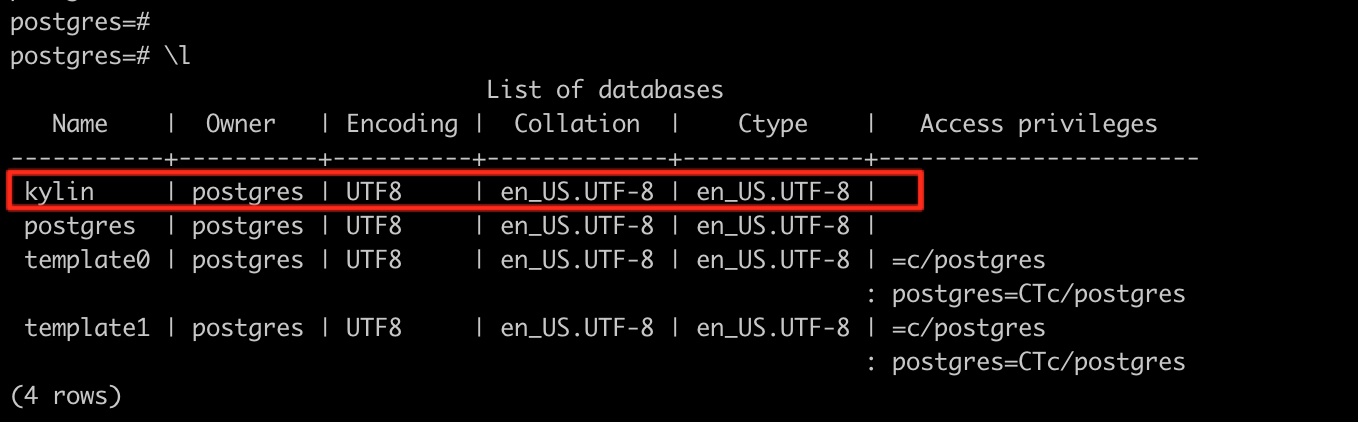 postgres=#
postgres=# \l
                                  List of databases
   Name    |  Owner   | Encoding |  Collation  |    Ctype    |   Access privileges
-----------+----------+----------+-------------+-------------+-----------------------
 kylin     | postgres | UTF8     | en_US.UTF-8 | en_US.UTF-8 |
 postgres  | postgres | UTF8     | en_US.UTF-8 | en_US.UTF-8 |
 template0 | postgres | UTF8     | en_US.UTF-8 | en_US.UTF-8 | =c/postgres
                                                             : postgres=CTc/postgres
 template1 | postgres | UTF8     | en_US.UTF-8 | en_US.UTF-8 | =c/postgres
                                                             : postgres=CTc/postgres
(4 rows)